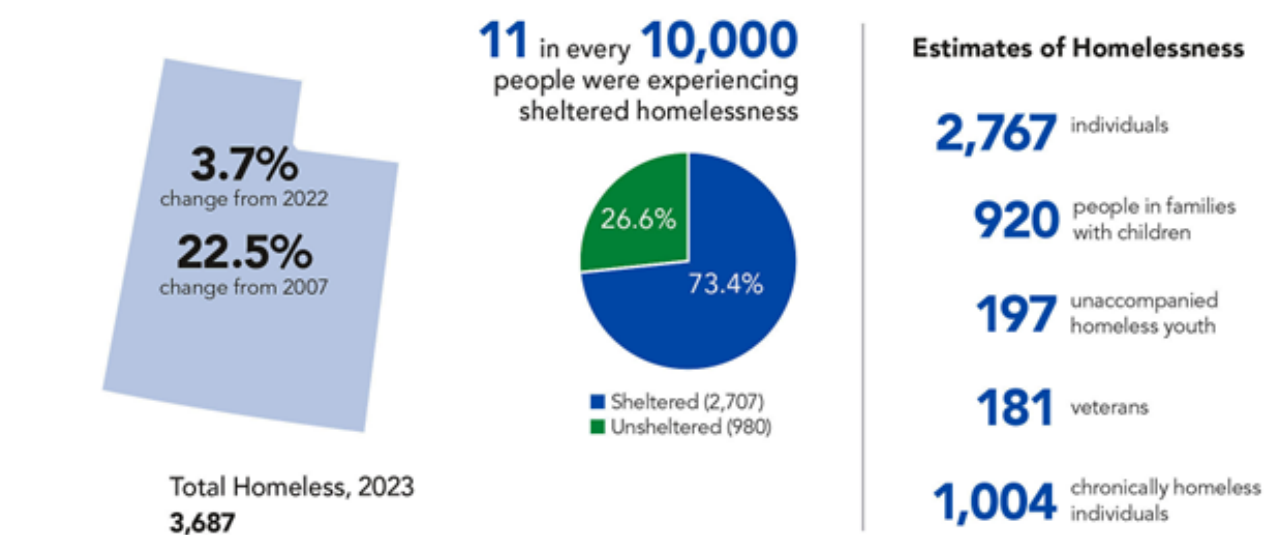 3.7%
change from 2022
22.5%
change from 2007
Total Homeless, 2023
3,687
11 in every 10,000
people were experiencing
sheltered homelessness
26.6%
73.4%
Sheltered (2,707)
Unsheltered (980)
Estimates of Homelessness
2,767 individuals
920 people in families
with children
197 unaccompanied
homeless youth
181 veterans
1,004 chronically homeless
individuals